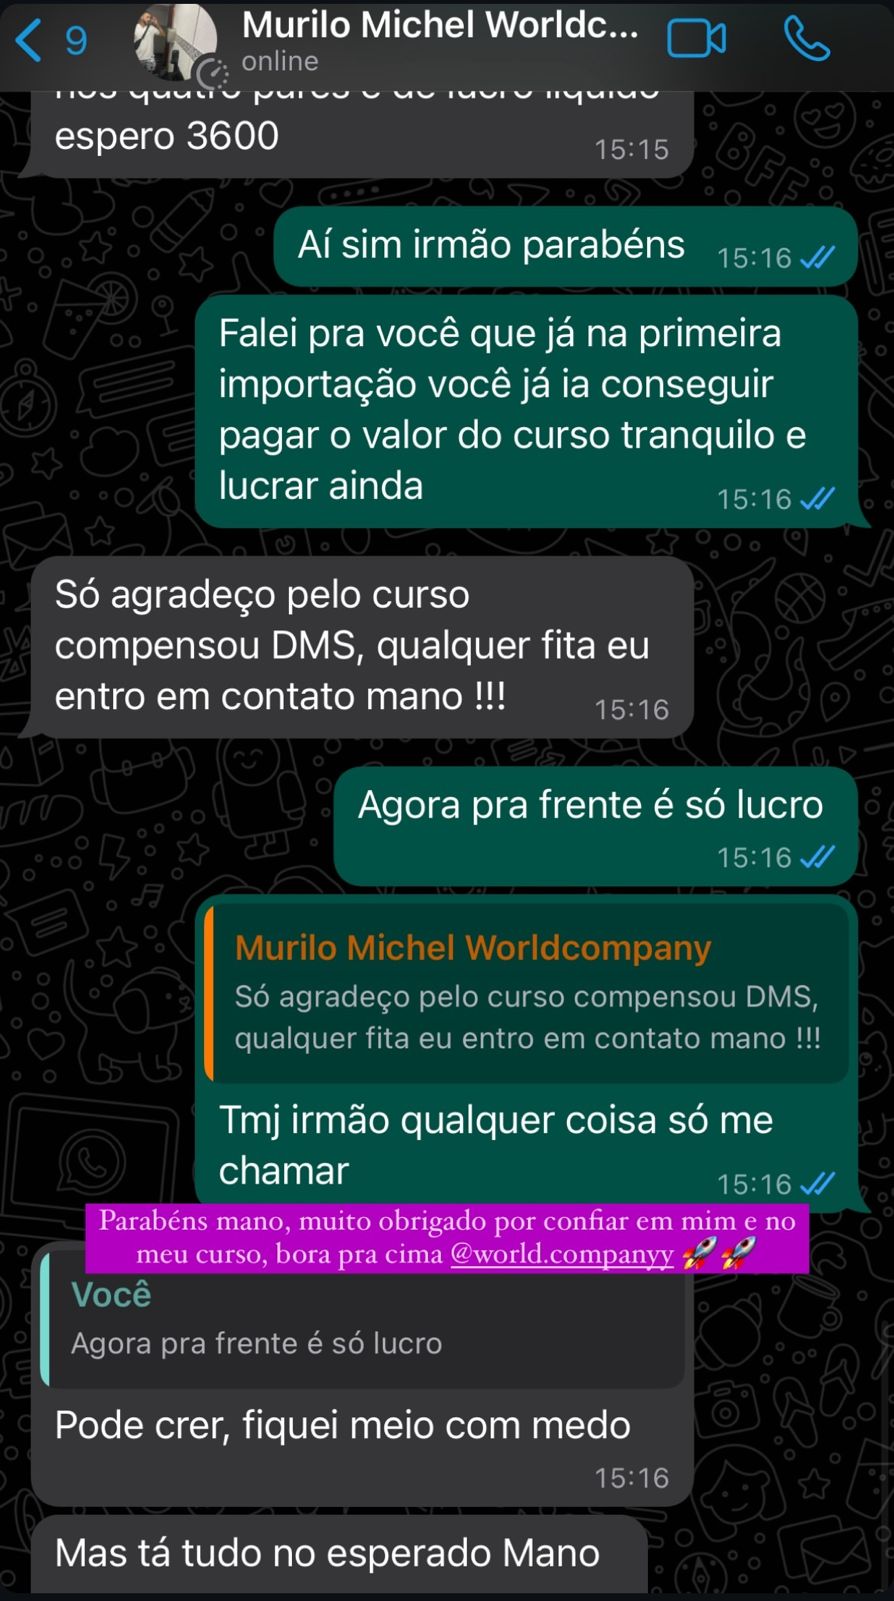 9
Murilo Michel Worldc...
online
nos quatro pares e de lucro liquido
espero 3600
15:15
Aí sim irmão parabéns
15:16
Falei pra você que já na primeira
importação você já ia conseguir
pagar o valor do curso tranquilo e
lucrar ainda
15:16
Só agradeço pelo curso
compensou DMS, qualquer fita eu
entro em contato mano !!!
15:16
Agora pra frente é só lucro
15:16
Murilo Michel Worldcompany
Só agradeço pelo curso compensou DMS,
qualquer fita eu entro em contato mano !!!
Tmj irmão qualquer coisa só me
chamar
15:16
Parabéns mano, muito obrigado por confiar em mim e no
meu curso, bora pra cima @world.companyy 🚀🚀
Você
Agora pra frente é só lucro
Pode crer, fiquei meio com medo
15:16
Mas tá tudo no esperado Mano